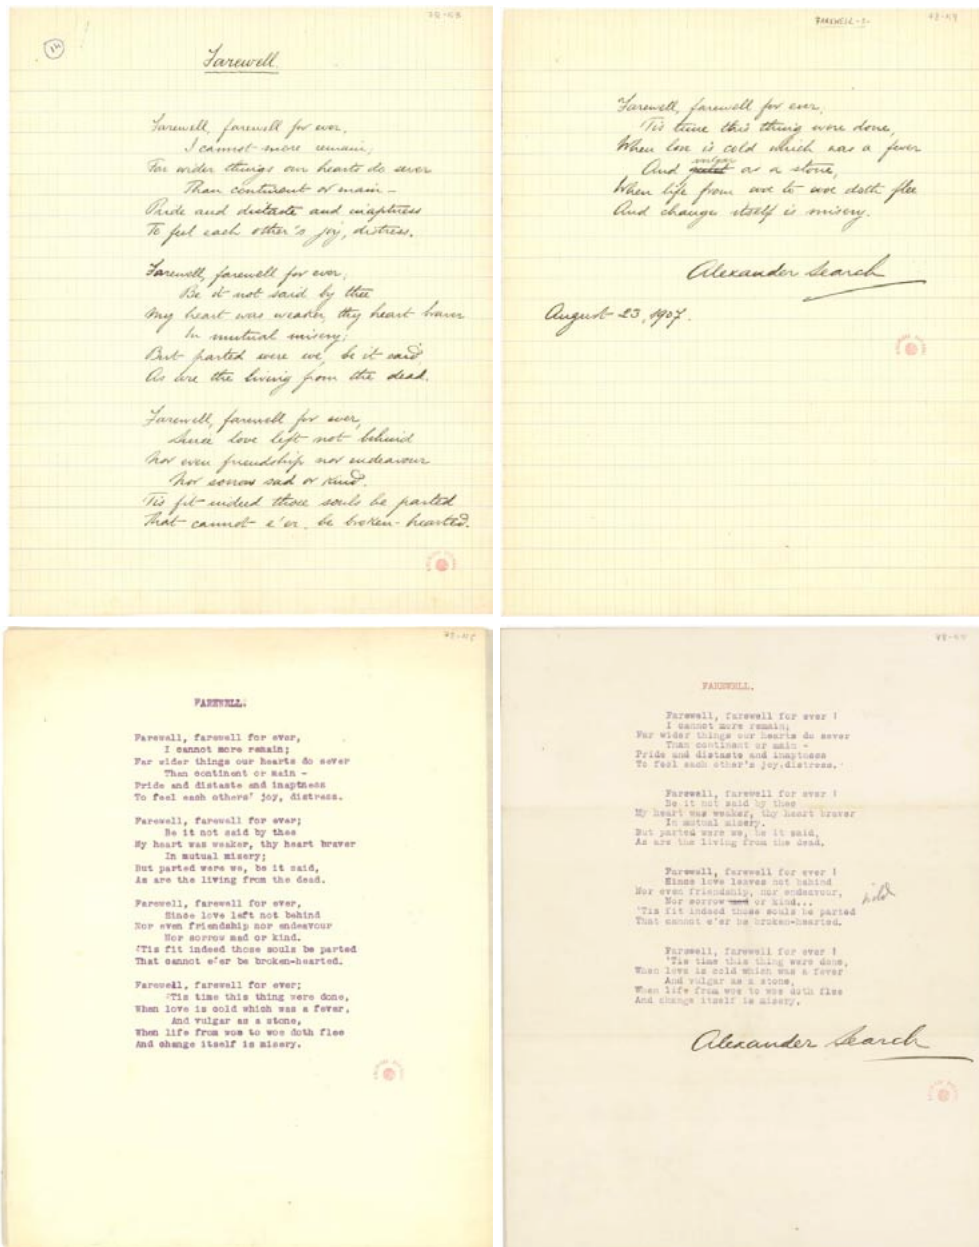 78-43
14
Farewell
Farewell, farewell for ever,
I cannot more remain;
Far wider things our hearts do sever
Than continent or main –
Pride and distaste and inaptness
To feel each other's joy, distress.
Farewell, farewell for ever,
Be it not said by thee
My heart was weaker, thy heart braver
In mutual misery;
But parted were we, be it said
As are the living from the dead.
Farewell, farewell for ever,
Since love left not behind
Nor even friendship nor endeavour
Nor sorrow sad or kind.
'Tis fit indeed those souls be parted
That cannot e'er be broken-hearted.
FAREWELL - 2.
Farewell, farewell for ever,
'Tis time this thing were done,
When love is cold which was a fever
vulgar
And as a stone,
When life from woe to woe doth flee
And change itself is misery.
Alexander Search
August 23, 1907.
FAREWELL.
Farewell, farewell for ever,
I cannot more remain;
Far wider things our hearts do sever
Than continent or main -
Pride and distaste and inaptness
To feel each others' joy, distress.
Farewell, farewell for ever;
Be it not said by thee
My heart was weaker, thy heart braver
In mutual misery;
But parted were we, be it said,
As are the living from the dead.
Farewell, farewell for ever,
Since love left not behind
Nor even friendship nor endeavour
Nor sorrow mad or kind.
'Tis fit indeed those souls be parted
That cannot e'er be broken-hearted.
Farewell, farewell for ever;
'Tis time this thing were done,
When love is cold which was a fever,
And vulgar as a stone,
When life from woe to woe doth flee
And change itself is misery.
FAREWELL.
Farewell, farewell for ever !
I cannot more remain;
Far wider things our hearts do sever
Than continent or main -
Pride and distaste and inaptness
To feel each other's joy,distress.
Farewell, farewell for ever !
Be it not said by thee
My heart was weaker, thy heart braver
In mutual misery.
But parted were we, be it said,
As are the living from the dead.
Farewell, farewell for ever !
Since love leaves not behind
Nor even friendship, nor endeavour,
Nor sorrow or kind... wild
'Tis fit indeed those souls be parted
That cannot e'er be broken-hearted.
Farewell, farewell for ever !
'Tis time this thing were done,
When love is cold which was a fever
And vulgar as a stone,
When life from woe to woe doth flee
And change itself is misery.
Alexander Search